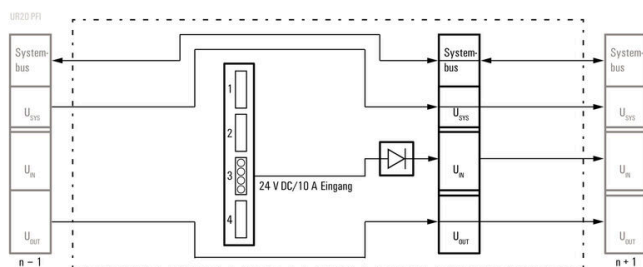 UR20 PFI
System-
bus
U SYS
U IN
U OUT
n – 1
1
2
3
4
24 V DC/10 A Eingang
System-
bus
U SYS
U IN
U OUT
System-
bus
U SYS
U IN
U OUT
n + 1